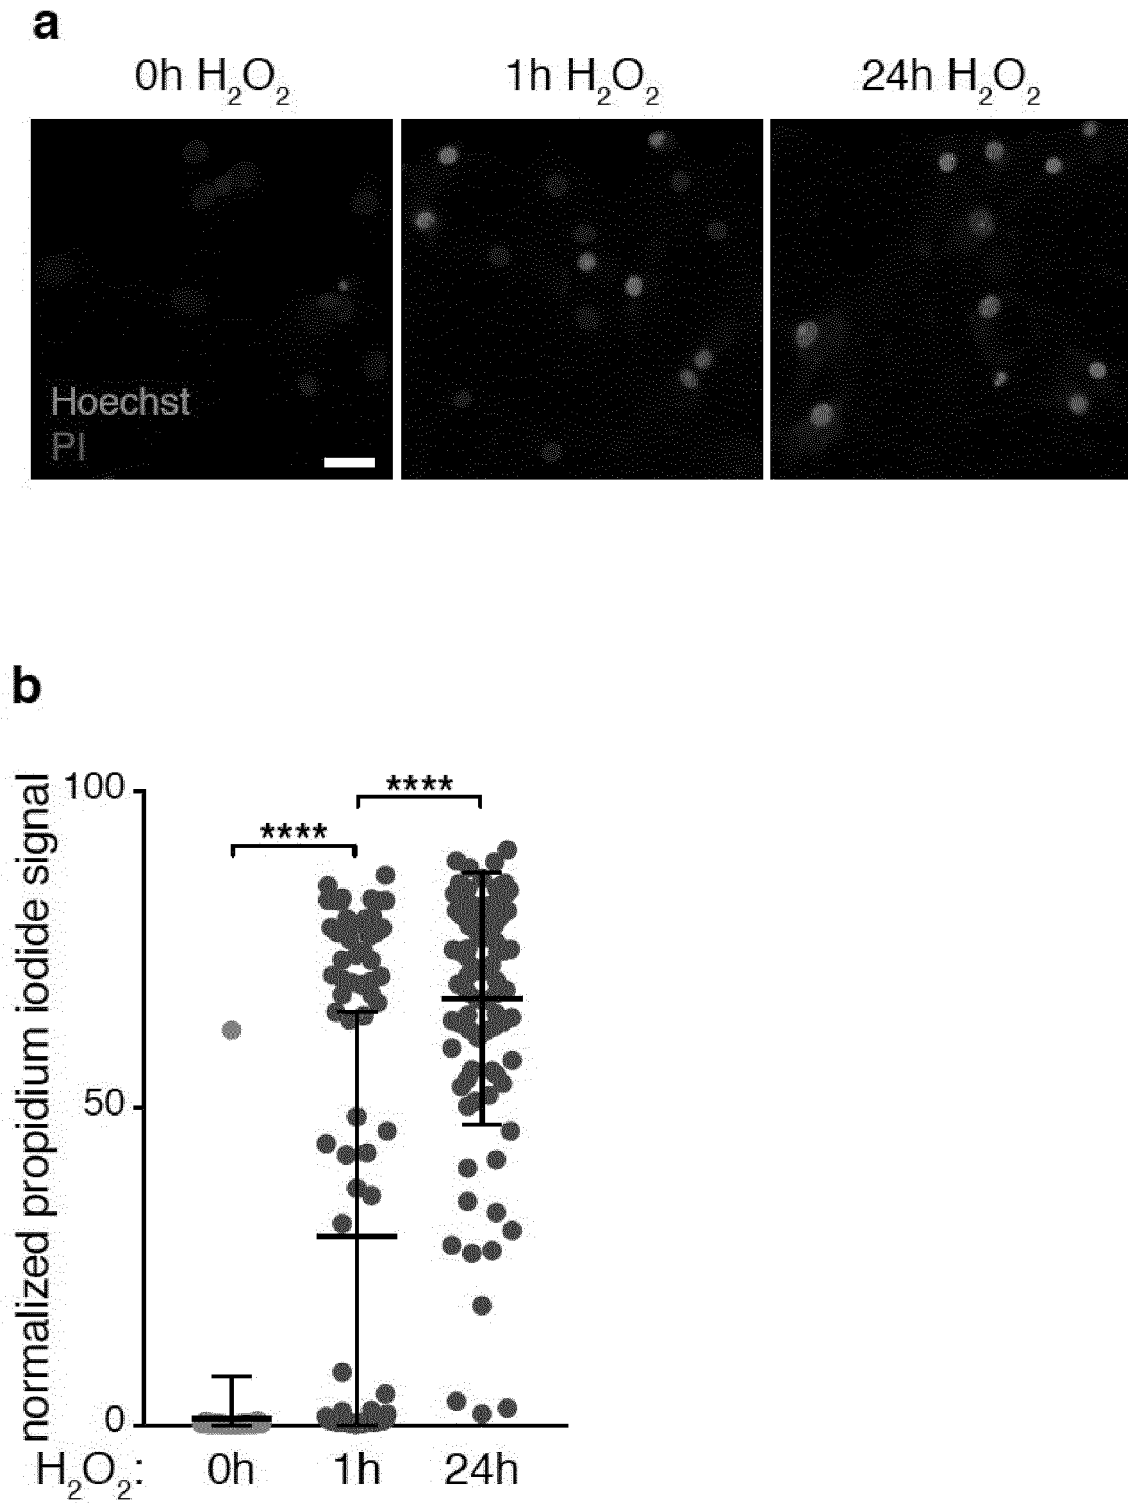 a
0h H₂O₂
1h H₂O₂
24h H₂O₂
Hoechst
PI
b
normalized propidium iodide signal
100
50
0
****
****
H₂O₂:
0h
1h
24h